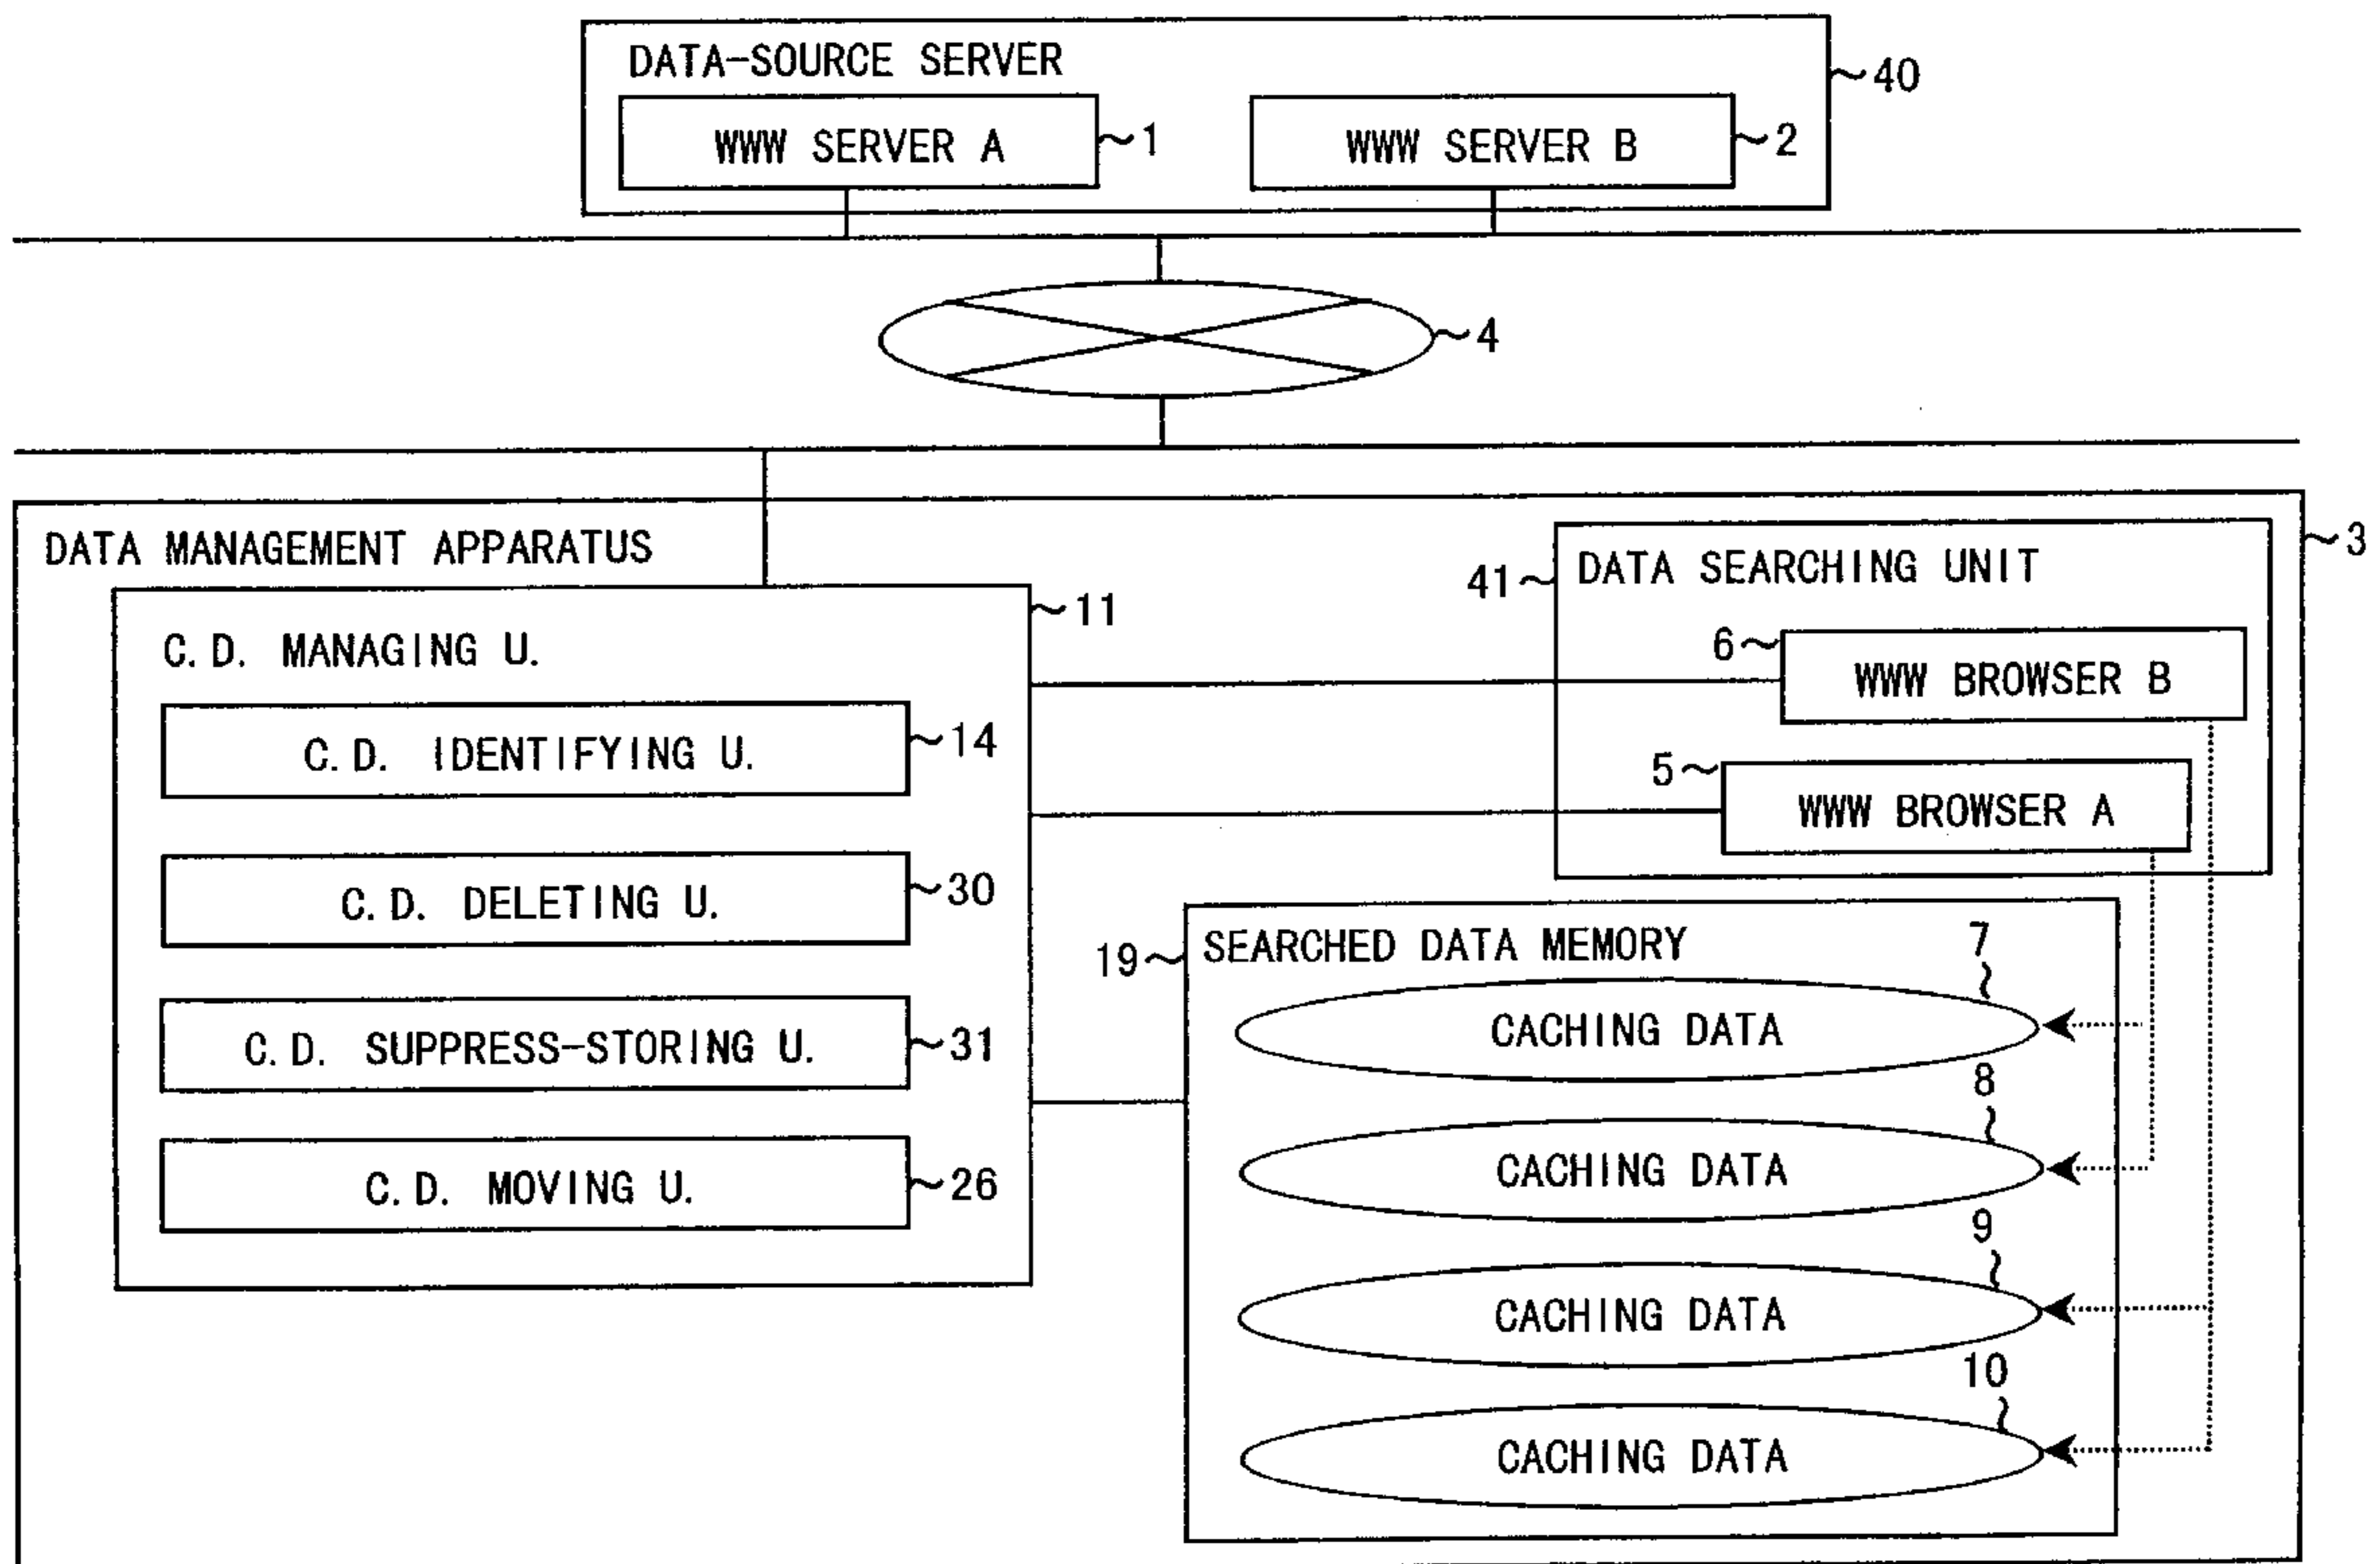 DATA-SOURCE SERVER
40
WWW SERVER A
1
WWW SERVER B
2
4
DATA MANAGEMENT APPARATUS
3
41
DATA SEARCHING UNIT
11
C.D. MANAGING U.
6
WWW BROWSER B
C.D. IDENTIFYING U.
14
5
WWW BROWSER A
C.D. DELETING U.
30
19
SEARCHED DATA MEMORY
7
CACHING DATA
C.D. SUPPRESS-STORING U.
31
8
CACHING DATA
C.D. MOVING U.
26
9
CACHING DATA
10
CACHING DATA